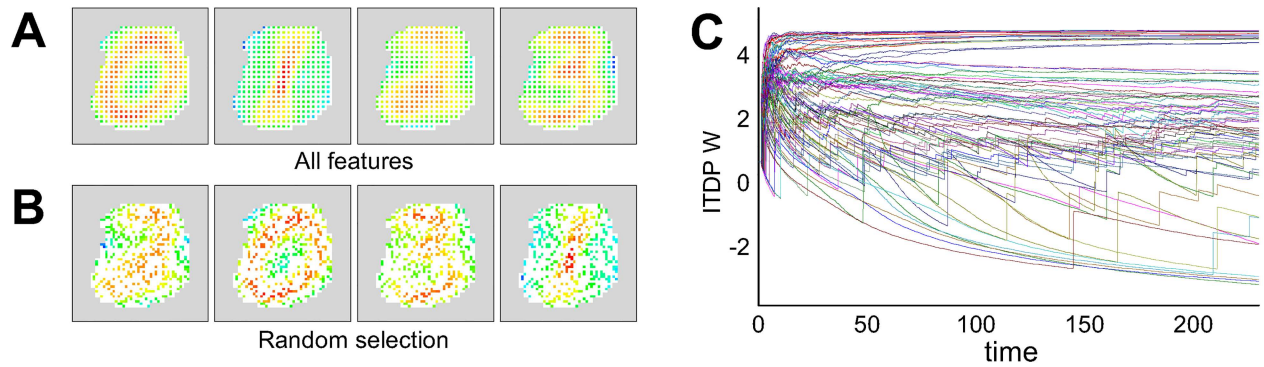 A
All features
B
Random selection
C
ITDP W
4
2
0
-2
0
50
100
150
200
time